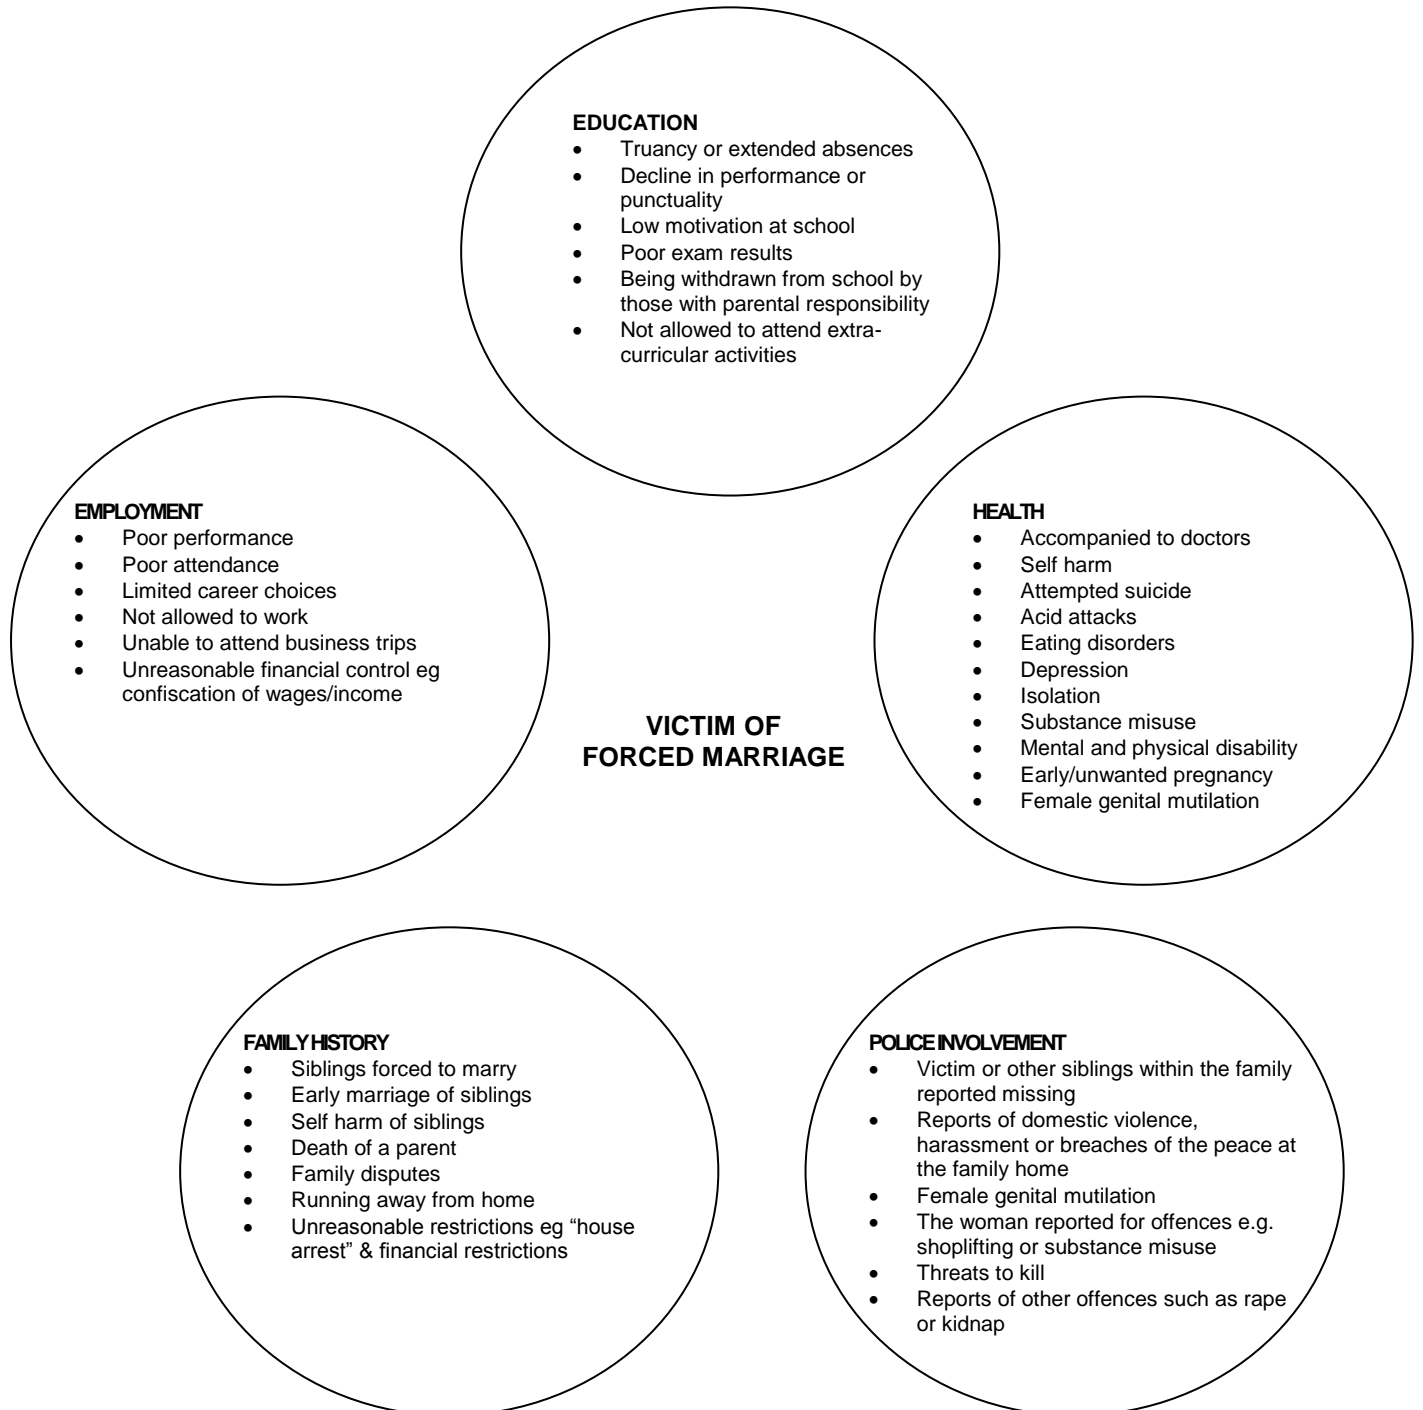 EDUCATION
• Truancy or extended absences
• Decline in performance or
punctuality
• Low motivation at school
• Poor exam results
• Being withdrawn from school by
those with parental responsibility
• Not allowed to attend extra-
curricular activities
EMPLOYMENT
• Poor performance
• Poor attendance
• Limited career choices
• Not allowed to work
• Unable to attend business trips
• Unreasonable financial control eg
confiscation of wages/income
HEALTH
• Accompanied to doctors
• Self harm
• Attempted suicide
• Acid attacks
• Eating disorders
• Depression
• Isolation
• Substance misuse
• Mental and physical disability
• Early/unwanted pregnancy
• Female genital mutilation
VICTIM OF
FORCED MARRIAGE
FAMILY HISTORY
• Siblings forced to marry
• Early marriage of siblings
• Self harm of siblings
• Death of a parent
• Family disputes
• Running away from home
• Unreasonable restrictions eg “house
arrest” & financial restrictions
POLICE INVOLVEMENT
• Victim or other siblings within the family
reported missing
• Reports of domestic violence,
harassment or breaches of the peace at
the family home
• Female genital mutilation
• The woman reported for offences e.g.
shoplifting or substance misuse
• Threats to kill
• Reports of other offences such as rape
or kidnap